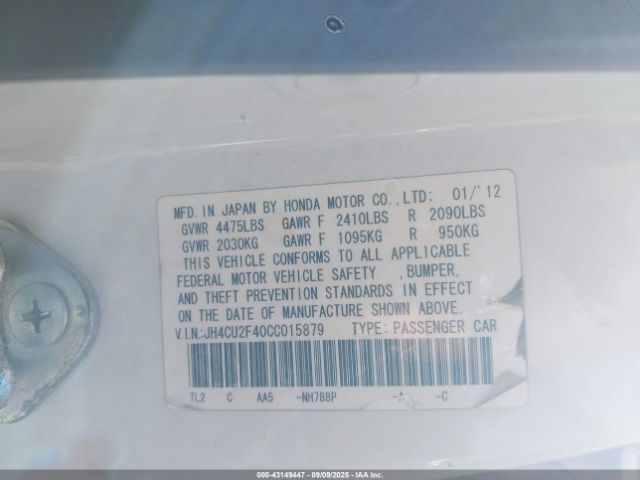 MFD. IN JAPAN BY HONDA MOTOR CO., LTD: 01/'12
GVWR 4475LBS GAWR F 2410LBS R 2090LBS
GVWR 2030KG GAWR F 1095KG R 950KG
THIS VEHICLE CONFORMS TO ALL APPLICABLE
FEDERAL MOTOR VEHICLE SAFETY ,BUMPER,
AND THEFT PREVENTION STANDARDS IN EFFECT
ON THE DATE OF MANUFACTURE SHOWN ABOVE.
V.I.N: JH4CU2F40CC015879 TYPE: PASSENGER CAR
TL2 C AA5 -NH788P -A -C
000-43149447 - 09/09/2025 - IAAI.com